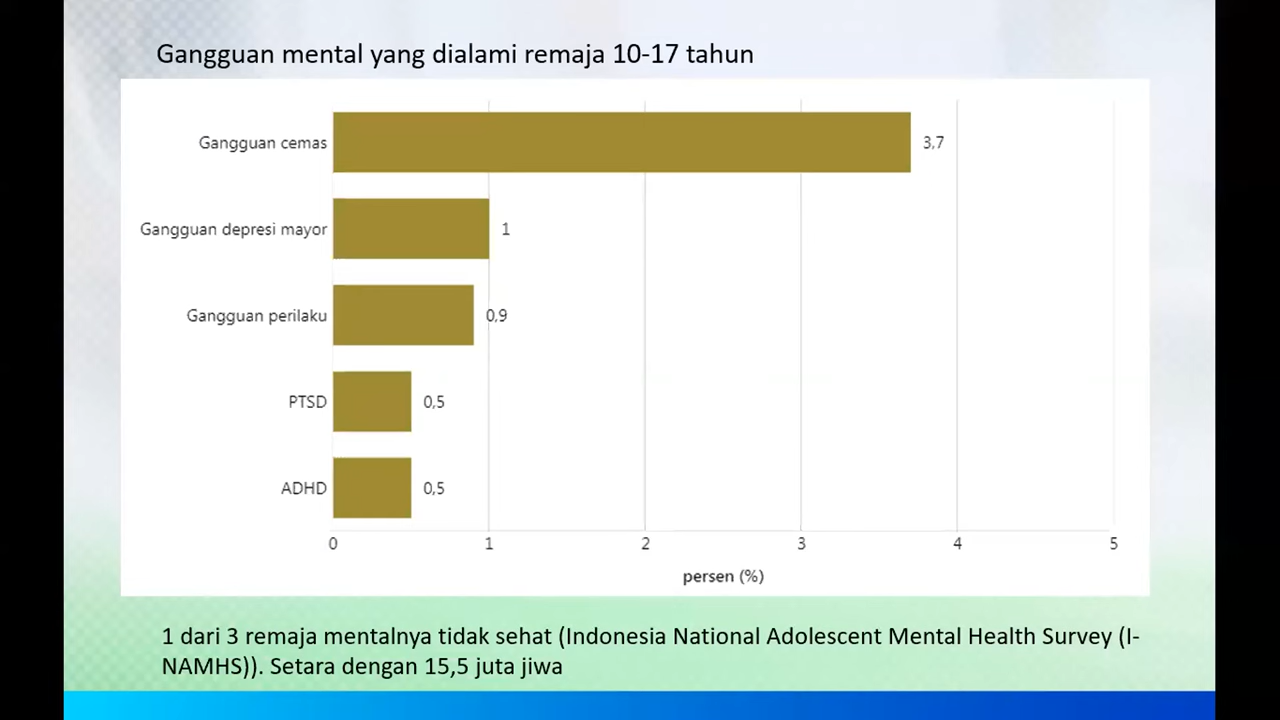 Gangguan mental yang dialami remaja 10-17 tahun
Gangguan cemas
3,7
Gangguan depresi mayor
1
Gangguan perilaku
0,9
PTSD
0,5
ADHD
0,5
0 1 2 3 4 5
persen (%)
1 dari 3 remaja mentalnya tidak sehat (Indonesia National Adolescent Mental Health Survey (I-
NAMHS)). Setara dengan 15,5 juta jiwa